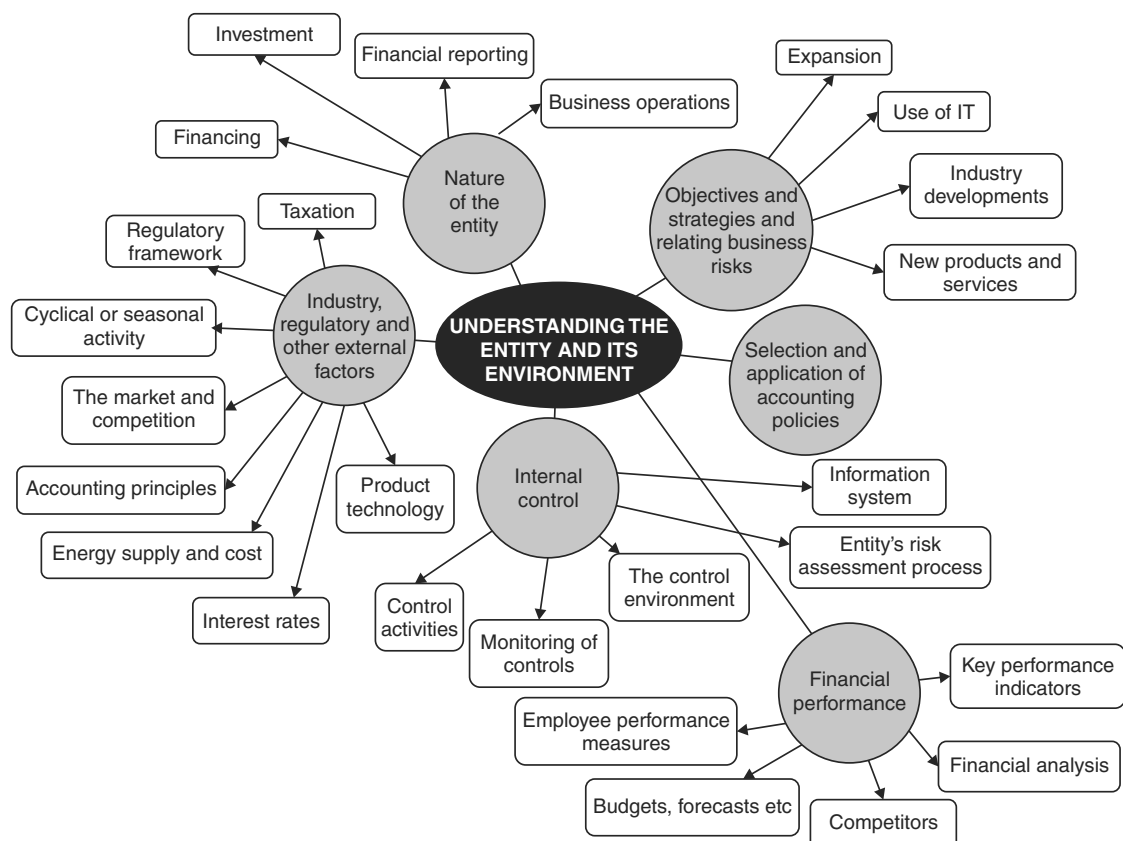 Investment
Financial reporting
Business operations
Financing
Nature
of the
entity
Expansion
Use of IT
Industry
developments
New products and
services
Objectives and
strategies and
relating business
risks
Taxation
Regulatory
framework
Cyclical or seasonal
activity
The market and
competition
Accounting principles
Energy supply and cost
Interest rates
Product
technology
Industry,
regulatory and
other external
factors
UNDERSTANDING THE
ENTITY AND ITS
ENVIRONMENT
Selection and
application of
accounting
policies
Internal
control
Information
system
Entity's risk
assessment process
The control
environment
Control
activities
Monitoring of
controls
Financial
performance
Key performance
indicators
Employee performance
measures
Financial analysis
Budgets, forecasts etc
Competitors